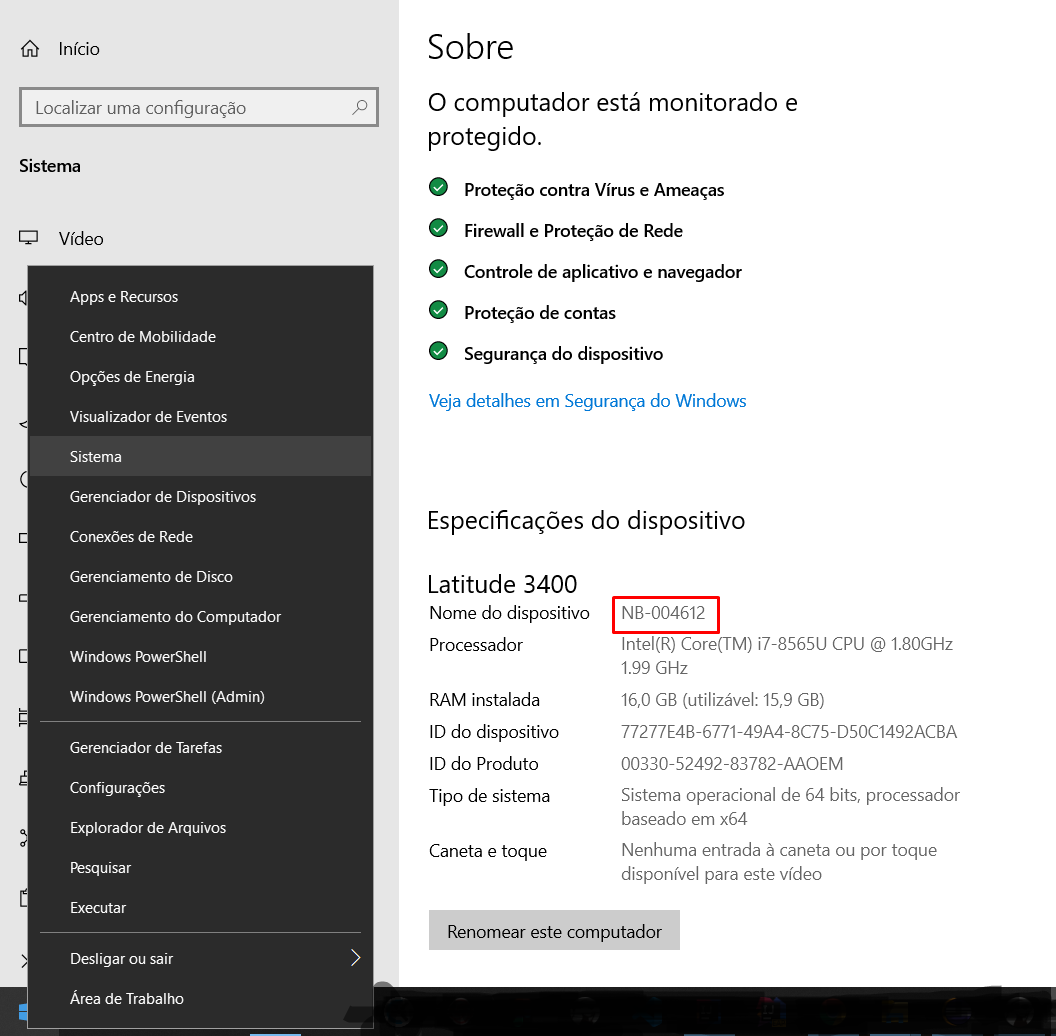 Início
Localizar uma configuração
Sistema
Vídeo
Apps e Recursos
Centro de Mobilidade
Opções de Energia
Visualizador de Eventos
Sistema
Gerenciador de Dispositivos
Conexões de Rede
Gerenciamento de Disco
Gerenciamento do Computador
Windows PowerShell
Windows PowerShell (Admin)
Gerenciador de Tarefas
Configurações
Explorador de Arquivos
Pesquisar
Executar
Desligar ou sair
Área de Trabalho
Sobre
O computador está monitorado e
protegido.
Proteção contra Vírus e Ameaças
Firewall e Proteção de Rede
Controle de aplicativo e navegador
Proteção de contas
Segurança do dispositivo
Veja detalhes em Segurança do Windows
Especificações do dispositivo
Latitude 3400
Nome do dispositivo NB-004612
Processador Intel(R) Core(TM) i7-8565U CPU @ 1.80GHz
1.99 GHz
RAM instalada 16,0 GB (utilizável: 15,9 GB)
ID do dispositivo 77277E4B-6771-49A4-8C75-D50C1492ACBA
ID do Produto 00330-52492-83782-AAOEM
Tipo de sistema Sistema operacional de 64 bits, processador
baseado em x64
Caneta e toque Nenhuma entrada à caneta ou por toque
disponível para este vídeo
Renomear este computador